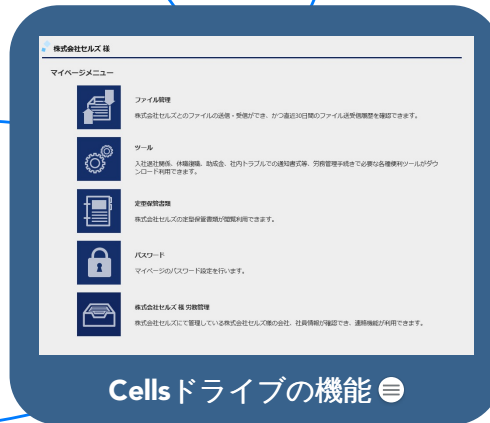 株式会社セルズ 様
マイページメニュー
ファイル管理
株式会社セルズとのファイルの送信・受信ができ、かつ直近30日間のファイル送受信履歴を確認できます。
ツール
入社退社関係、休職復職、助成金、社内トラブルでの通知書式等、労務管理手続きで必要な各種便利ツールがダウ
ンロード利用できます。
定型保管書類
株式会社セルズの定型保管書類が閲覧利用できます。
パスワード
マイページのパスワード設定を行います。
株式会社セルズ 様 労務管理
株式会社セルズにて管理している株式会社セルズ様の会社、社員情報が確認でき、連絡機能が利用できます。
Cellsドライブの機能